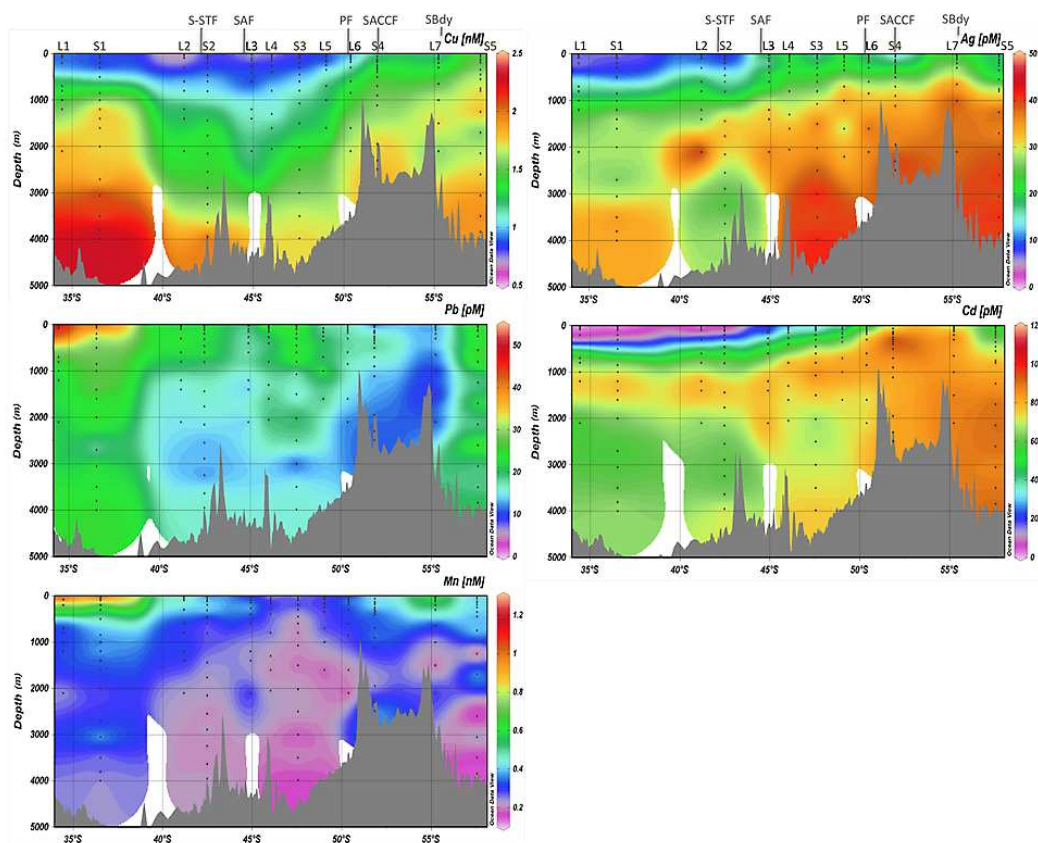 S-STF SAF PF SACCF SBdy
L1 S1 L2 S2 L3 L4 S3 L5 L6 S4 L7 S5
Cu [nM]
0
1000
2000
3000
4000
5000
Depth (m)
35°S 40°S 45°S 50°S 55°S
2.5
2
1.5
1
0.5
Ocean Data View
S-STF SAF PF SACCF SBdy
L1 S1 L2 S2 L3 L4 S3 L5 L6 S4 L7 S5
Ag [pM]
0
1000
2000
3000
4000
5000
Depth (m)
35°S 40°S 45°S 50°S 55°S
50
40
30
20
10
0
Ocean Data View
Pb [pM]
0
1000
2000
3000
4000
5000
Depth (m)
35°S 40°S 45°S 50°S 55°S
50
40
30
20
10
0
Ocean Data View
Cd [pM]
0
1000
2000
3000
4000
5000
Depth (m)
35°S 40°S 45°S 50°S 55°S
12
10
80
60
40
20
0
Ocean Data View
Mn [nM]
0
1000
2000
3000
4000
5000
Depth (m)
35°S 40°S 45°S 50°S 55°S
1.2
1
0.8
0.6
0.4
0.2
Ocean Data View